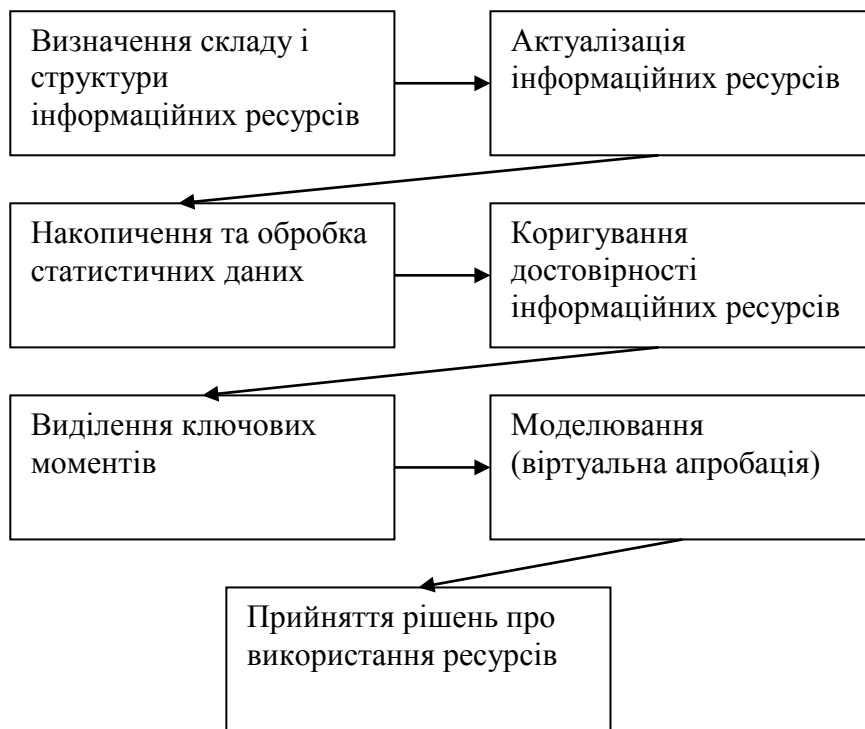 Визначення складу і
структури
інформаційних ресурсів
Актуалізація
інформаційних ресурсів
Накопичення та обробка
статистичних даних
Коригування
достовірності
інформаційних ресурсів
Виділення ключових
моментів
Моделювання
(віртуальна апробація)
Прийняття рішень про
використання ресурсів